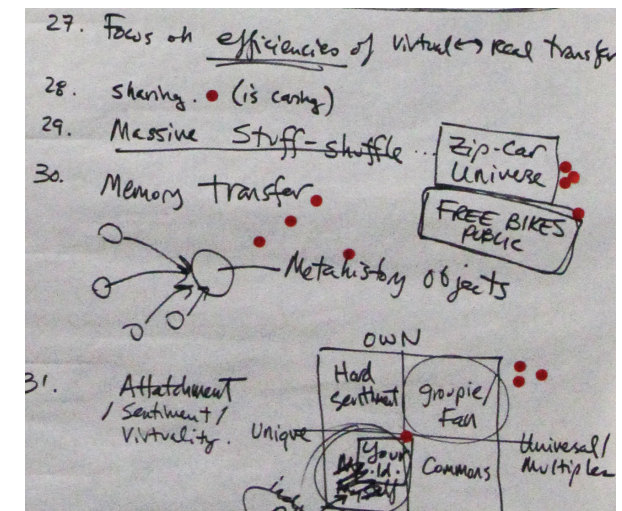 27. Focus on efficiencies of virtual ↔ real transfer
28. sharing. (is caring)
29. Massive Stuff-shuffle ...
Zip-Car
Universe
FREE BIKES
PUBLIC
30. Memory transfer
Metahistory objects
31. Attatchment
/ Sentiment /
Virtuality.
OWN
Hard
sentiment
groupie/
Fan
Unique
Universal/
Multiples
Your
Commons